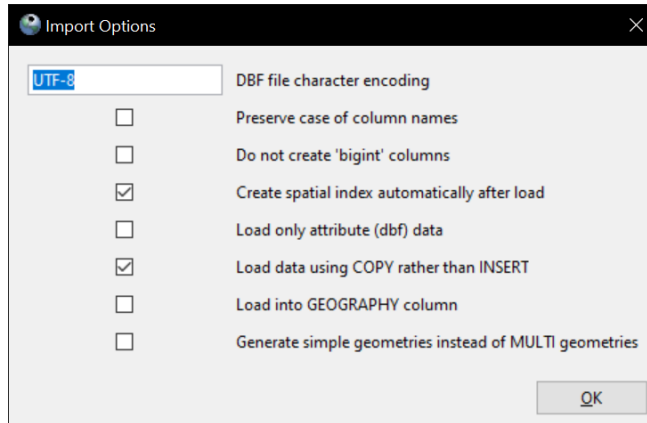 Import Options
UTF-8 DBF file character encoding
Preserve case of column names
Do not create 'bigint' columns
Create spatial index automatically after load
Load only attribute (dbf) data
Load data using COPY rather than INSERT
Load into GEOGRAPHY column
Generate simple geometries instead of MULTI geometries
OK